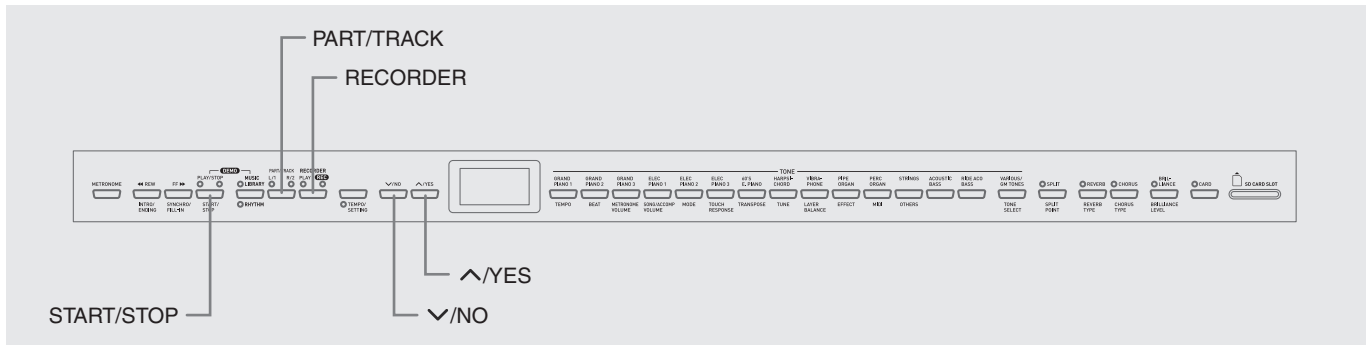 PART/TRACK
RECORDER
METRONOME
◀◀ REW
FF ▶▶
PLAY/STOP
DEMO
MUSIC LIBRARY
PART/TRACK
L/1 R/2
RECORDER
PLAY REC
INTRO/ENDING
SYNCHRO/FILL-IN
START/STOP
RHYTHM
TEMPO/SETTING
∨/NO
∧/YES
TONE
GRAND PIANO 1
GRAND PIANO 2
GRAND PIANO 3
ELEC PIANO 1
ELEC PIANO 2
ELEC PIANO 3
60'S E.PIANO
HARPSI-CHORD
VIBRA-PHONE
PIPE ORGAN
PERC ORGAN
STRINGS
ACOUSTIC BASS
RIDE ACO BASS
VARIOUS/GM TONES
TEMPO
BEAT
METRONOME VOLUME
SONG/ACCOMP VOLUME
MODE
TOUCH RESPONSE
TRANSPOSE
TUNE
LAYER BALANCE
EFFECT
MIDI
OTHERS
TONE SELECT
SPLIT
SPLIT POINT
REVERB
REVERB TYPE
CHORUS
CHORUS TYPE
BRIL-LIANCE
BRILLIANCE LEVEL
CARD
SD CARD SLOT
∧/YES
∨/NO
START/STOP